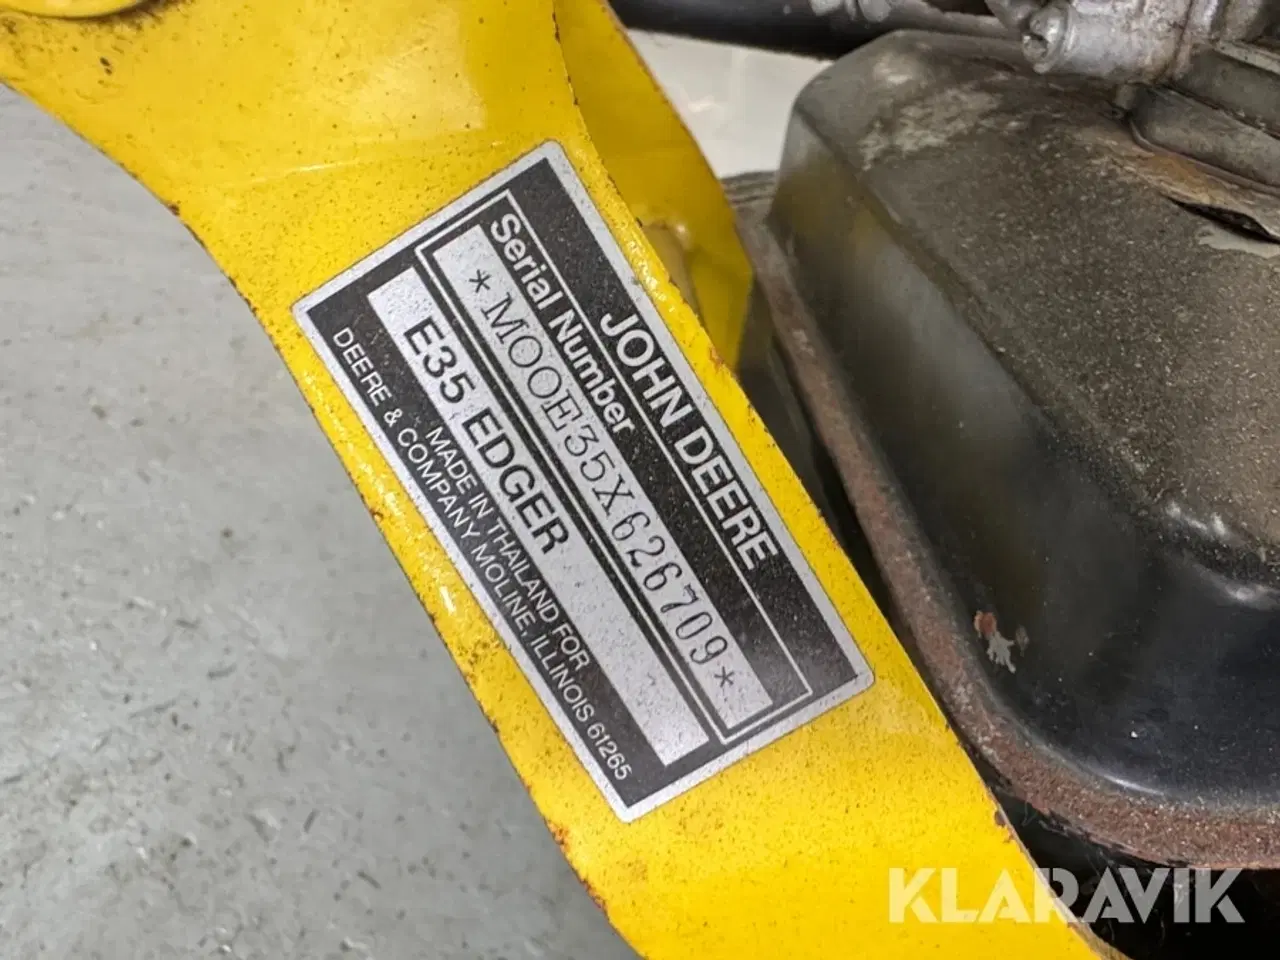 JOHN DEERE
Serial Number
*MOOE35X626709*
E35 EDGER
MADE IN THAILAND FOR
DEERE & COMPANY MOLINE, ILLINOIS 61265
KLARAVIK